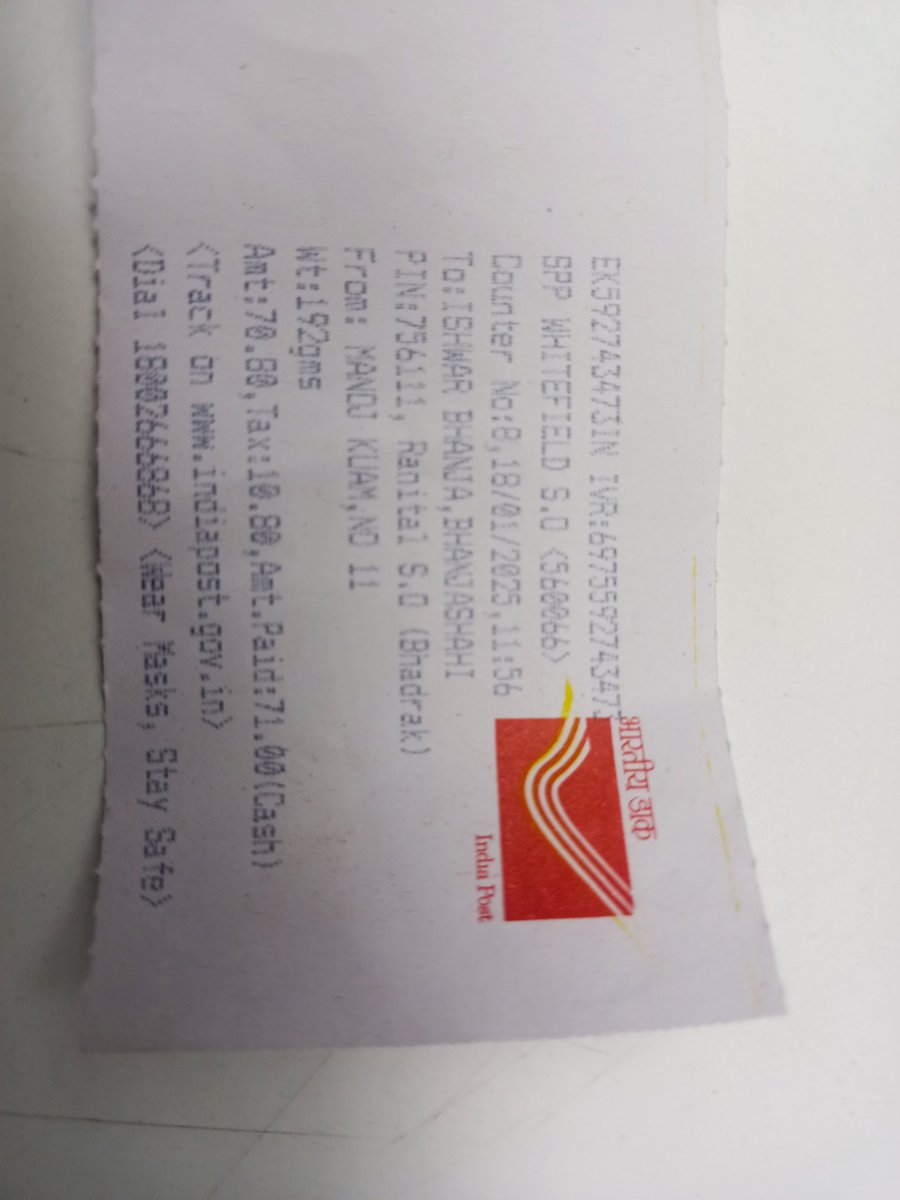 EK592743473IN IVR:6975592743473
SPP WHITEFIELD S.O <560066>
Counter No:8,18/01/2025,11:56
To:ISHWAR BHANJA,BHANJASHAHI
PIN:756111, Ranital S.O (Bhadrak)
From: MANOJ KUAM,NO 11
Wt:192gms
Amt:70.80,Tax:10.80,Amt.Paid:71.00(Cash)
<Track on www.indiapost.gov.in>
<Dial 18002666868> <Wear Masks, Stay Safe>
भारतीय डाक
India Post